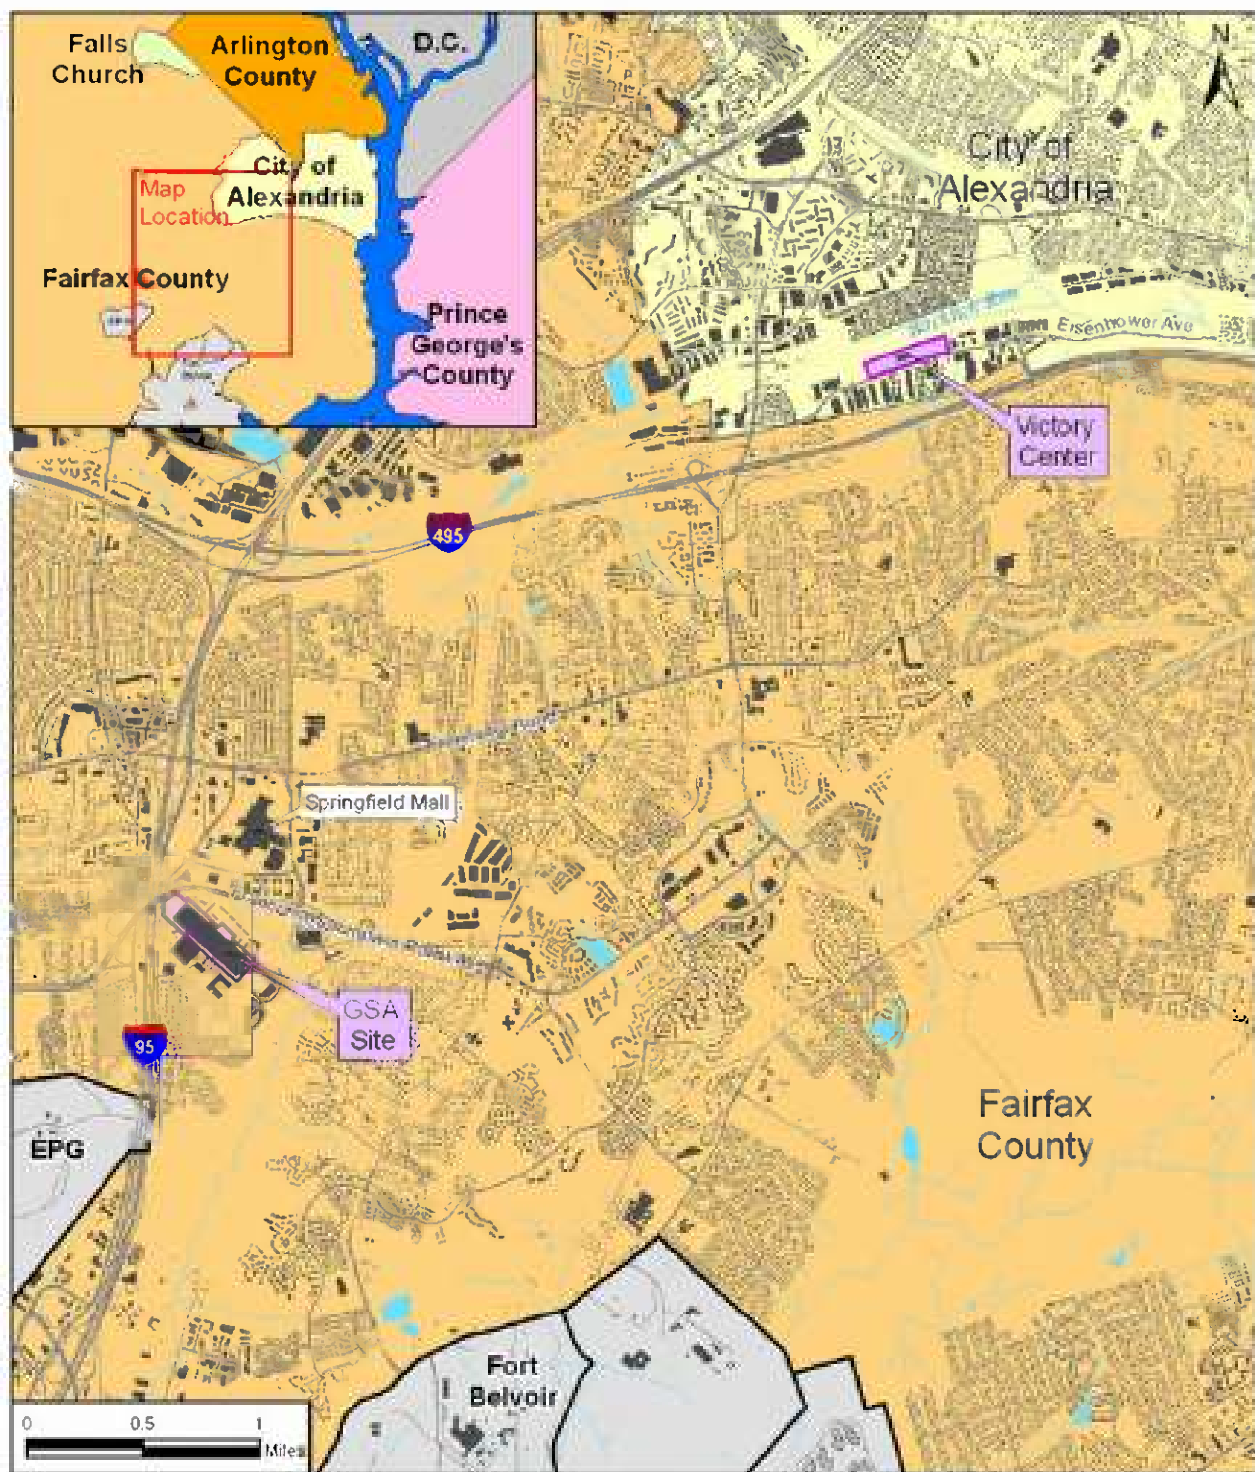 Falls
Church
Arlington
County
D.C.
City of
Alexandria
Map
Location
Fairfax County
Prince
George's
County
N
City of
Alexandria
Eisenhower Ave
Victory
Center
495
Springfield Mall
GSA
Site
95
EPG
Fairfax
County
Fort
Belvoir
0 0.5 1
Miles